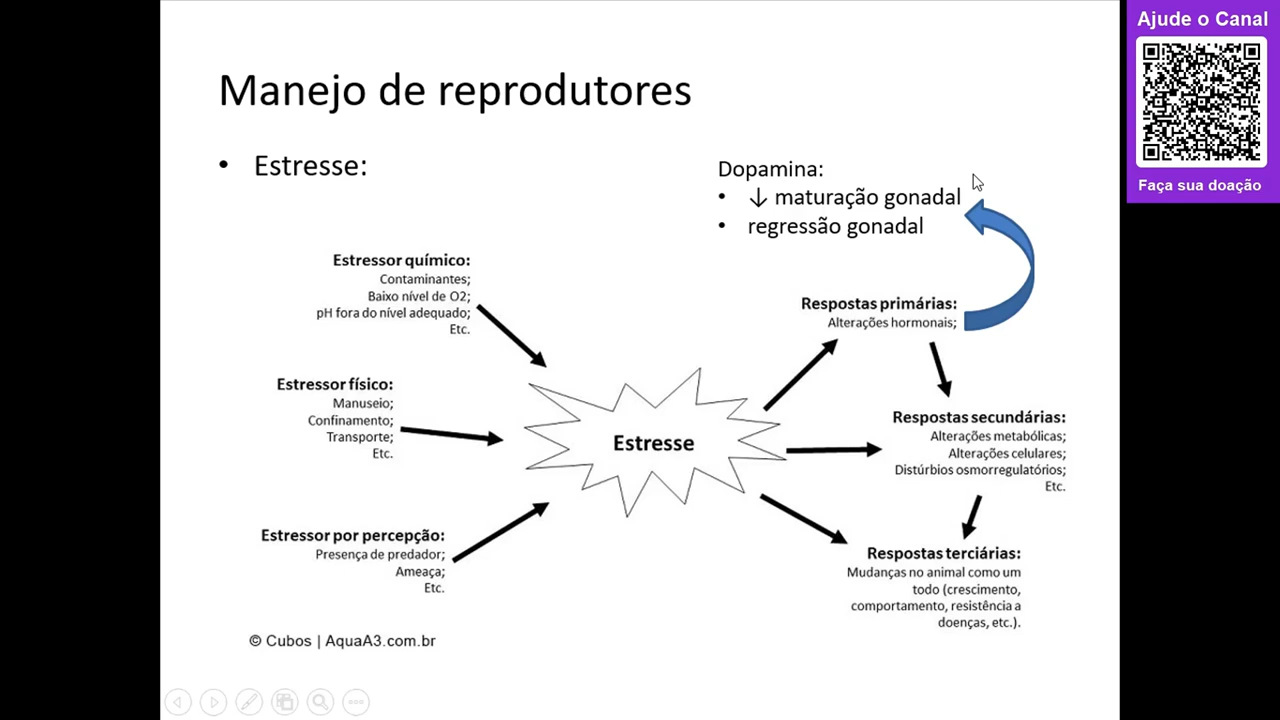 Manejo de reprodutores
• Estresse:
Dopamina:
• ↓ maturação gonadal
• regressão gonadal
Estressor químico:
Contaminantes;
Baixo nível de O2;
pH fora do nível adequado;
Etc.
Estressor físico:
Manuseio;
Confinamento;
Transporte;
Etc.
Estressor por percepção:
Presença de predador;
Ameaça;
Etc.
Estresse
Respostas primárias:
Alterações hormonais;
Respostas secundárias:
Alterações metabólicas;
Alterações celulares;
Distúrbios osmorregulatórios;
Etc.
Respostas terciárias:
Mudanças no animal como um
todo (crescimento,
comportamento, resistência a
doenças, etc.).
© Cubos | AquaA3.com.br
Ajude o Canal
Faça sua doação